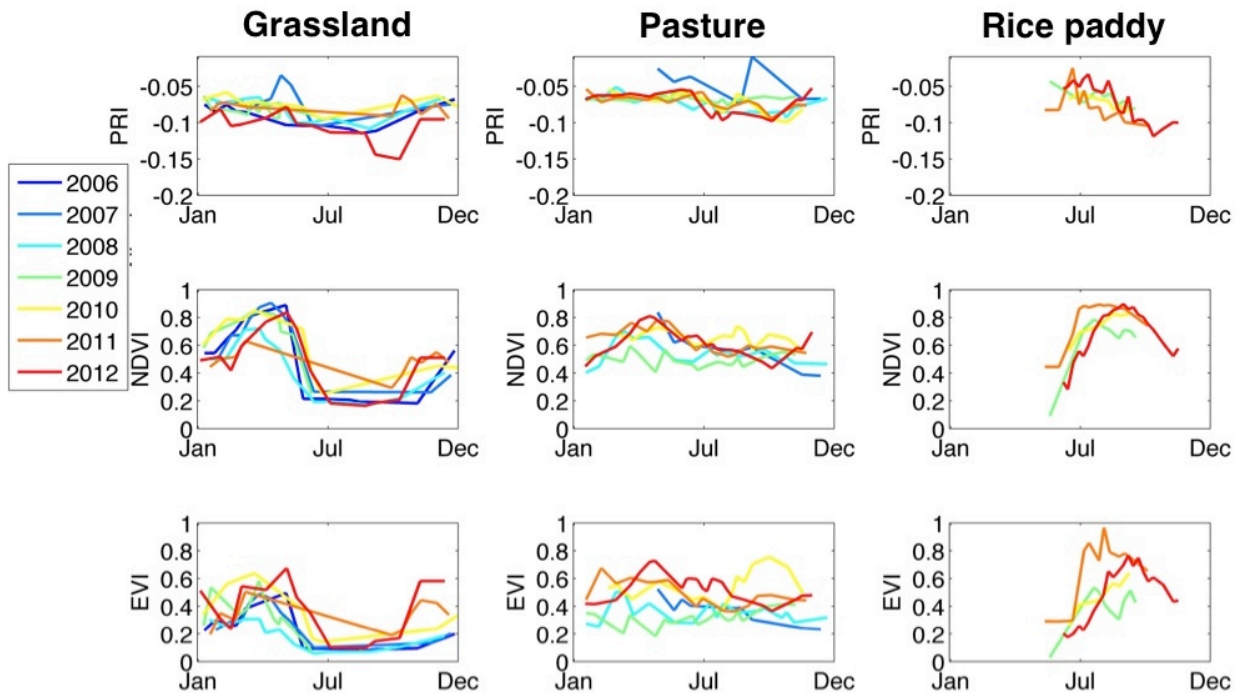 Grassland Pasture Rice paddy
-0.05 -0.05 -0.05
PRI -0.1 PRI -0.1 PRI -0.1
-0.15 -0.15 -0.15
-0.2 -0.2 -0.2
Jan Jul Dec Jan Jul Dec Jan Jul Dec
2006
2007
2008
2009
2010
2011
2012
1 1 1
0.8 0.8 0.8
0.6 0.6 0.6
NDVI 0.4 NDVI 0.4 NDVI 0.4
0.2 0.2 0.2
0 0 0
Jan Jul Dec Jan Jul Dec Jan Jul Dec
1 1 1
0.8 0.8 0.8
0.6 0.6 0.6
EVI 0.4 EVI 0.4 EVI 0.4
0.2 0.2 0.2
0 0 0
Jan Jul Dec Jan Jul Dec Jan Jul Dec